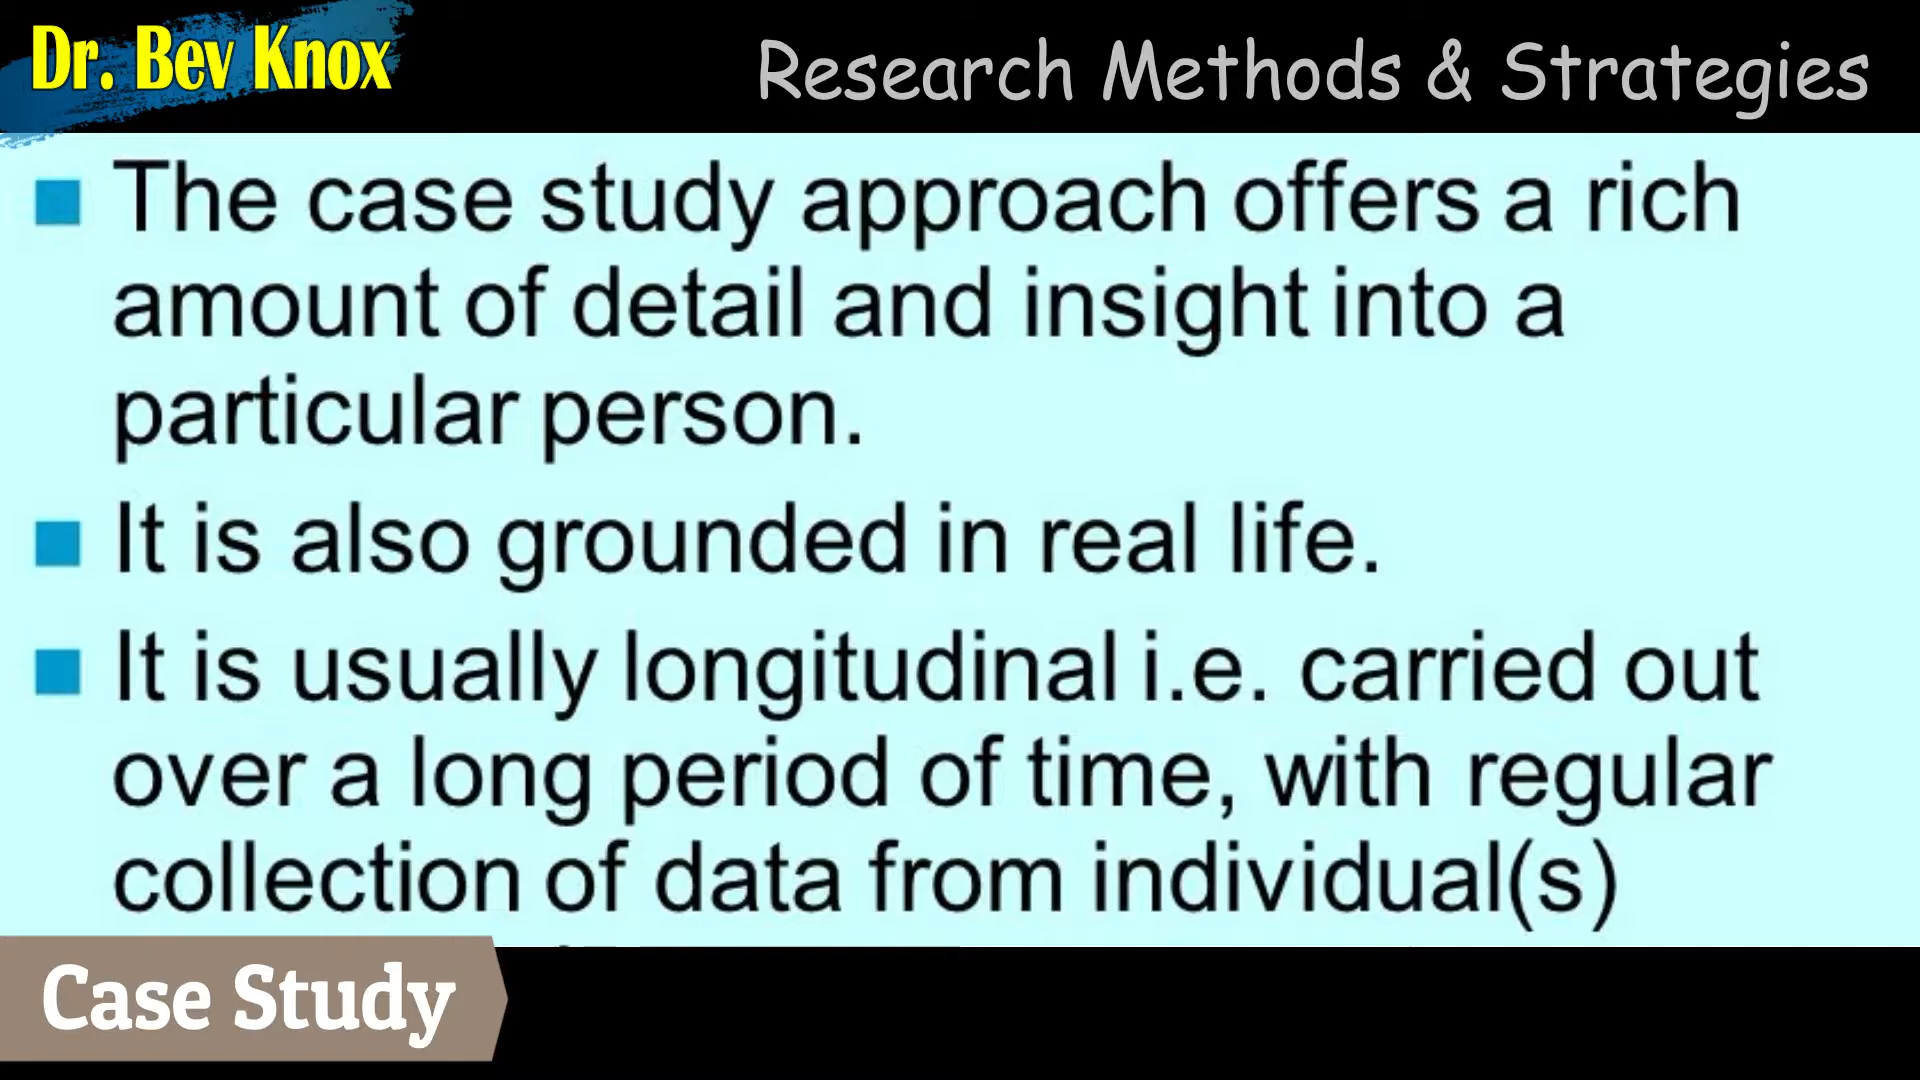 Dr. Bev Knox
Research Methods & Strategies
■ The case study approach offers a rich
amount of detail and insight into a
particular person.
■ It is also grounded in real life.
■ It is usually longitudinal i.e. carried out
over a long period of time, with regular
collection of data from individual(s)
Case Study